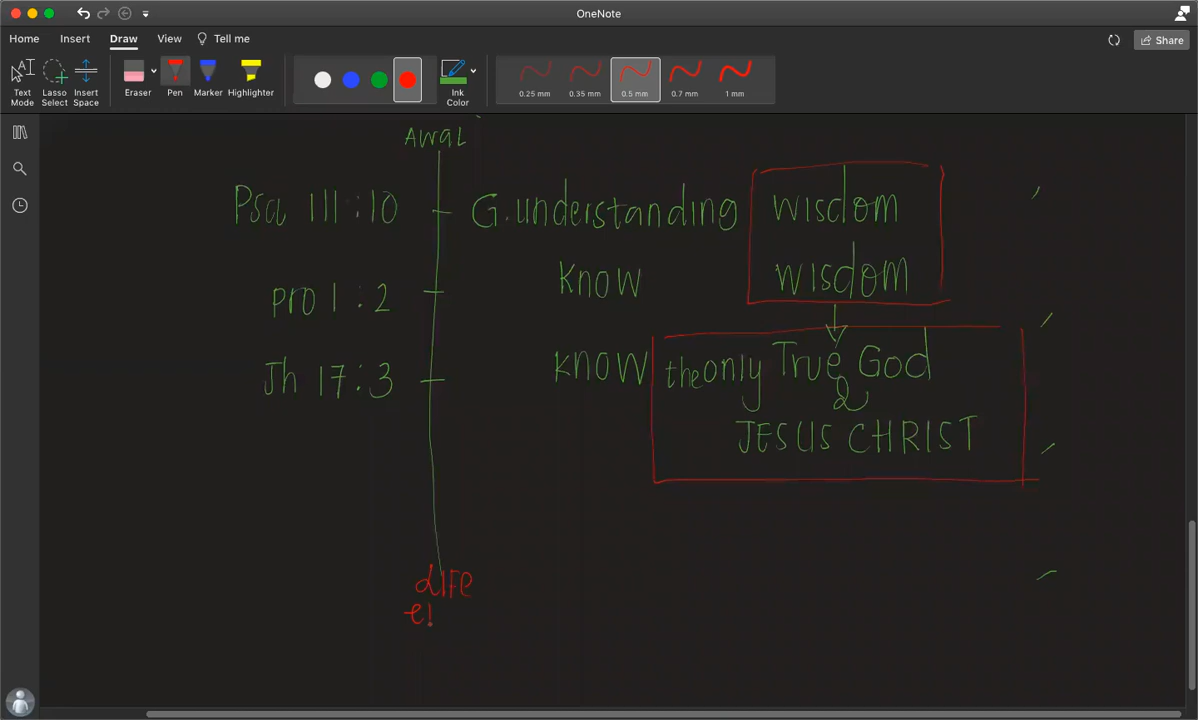 OneNote
Home Insert Draw View Tell me
Share
Text Mode
Lasso Select
Insert Space
Eraser
Pen
Marker
Highlighter
Ink Color
0.25 mm 0.35 mm 0.5 mm 0.7 mm 1 mm
AWAL
Psa 111:10 G. understanding wisdom
Pro 1:2 KNOW wisdom
Jh 17:3 KNOW the only True God
&
JESUS CHRIST
LIFE